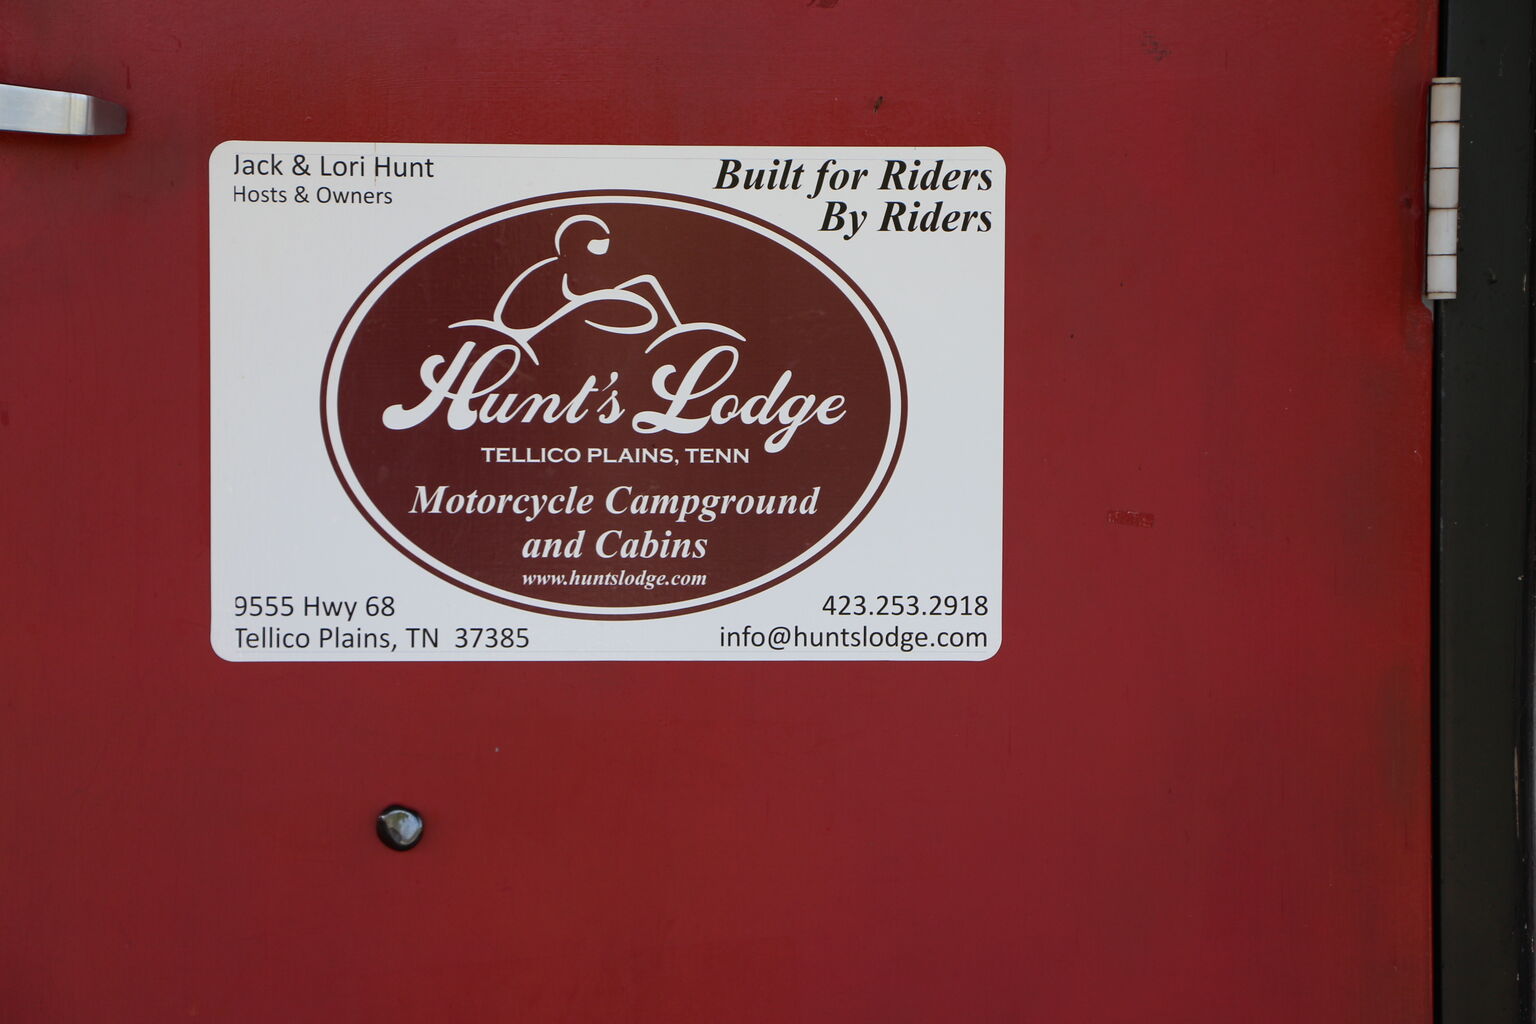 Jack & Lori Hunt
Hosts & Owners
Built for Riders
By Riders
Hunt's Lodge
TELLICO PLAINS, TENN
Motorcycle Campground
and Cabins
www.huntslodge.com
9555 Hwy 68
Tellico Plains, TN  37385
423.253.2918
info@huntslodge.com